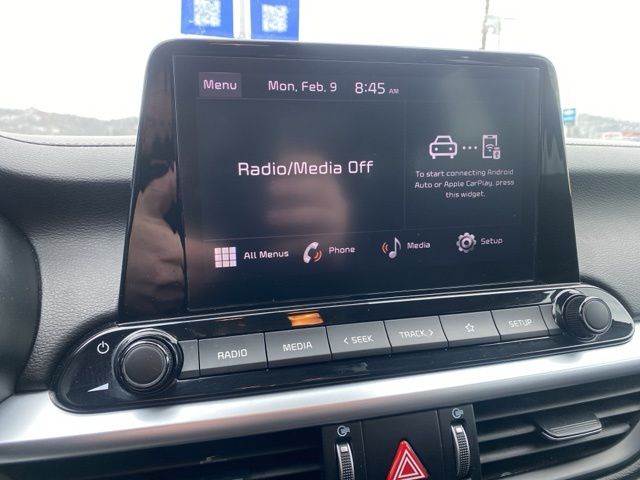 Menu Mon, Feb. 9 8:45 AM
Radio/Media Off
To start connecting Android
Auto or Apple CarPlay, press
this widget.
All Menus Phone Media Setup
RADIO MEDIA < SEEK TRACK > SETUP